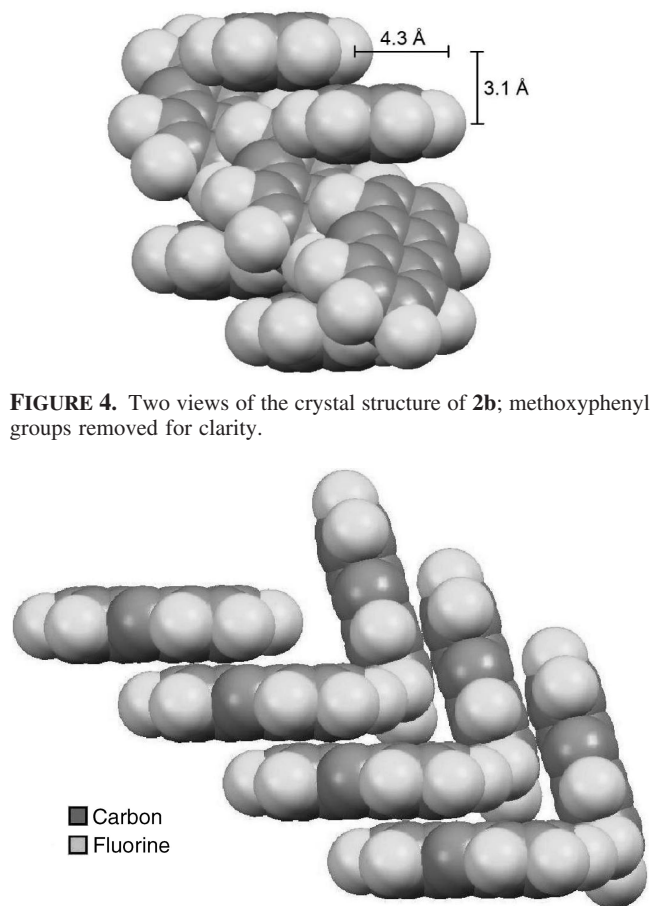 4.3 Å
3.1 Å
FIGURE 4. Two views of the crystal structure of 2b; methoxyphenyl
groups removed for clarity.
Carbon
Fluorine